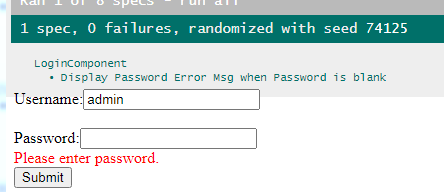 Ran 1 of 8 specs - run all
1 spec, 0 failures, randomized with seed 74125
LoginComponent
• Display Password Error Msg when Password is blank
Username: admin
Password:
Please enter password.
Submit